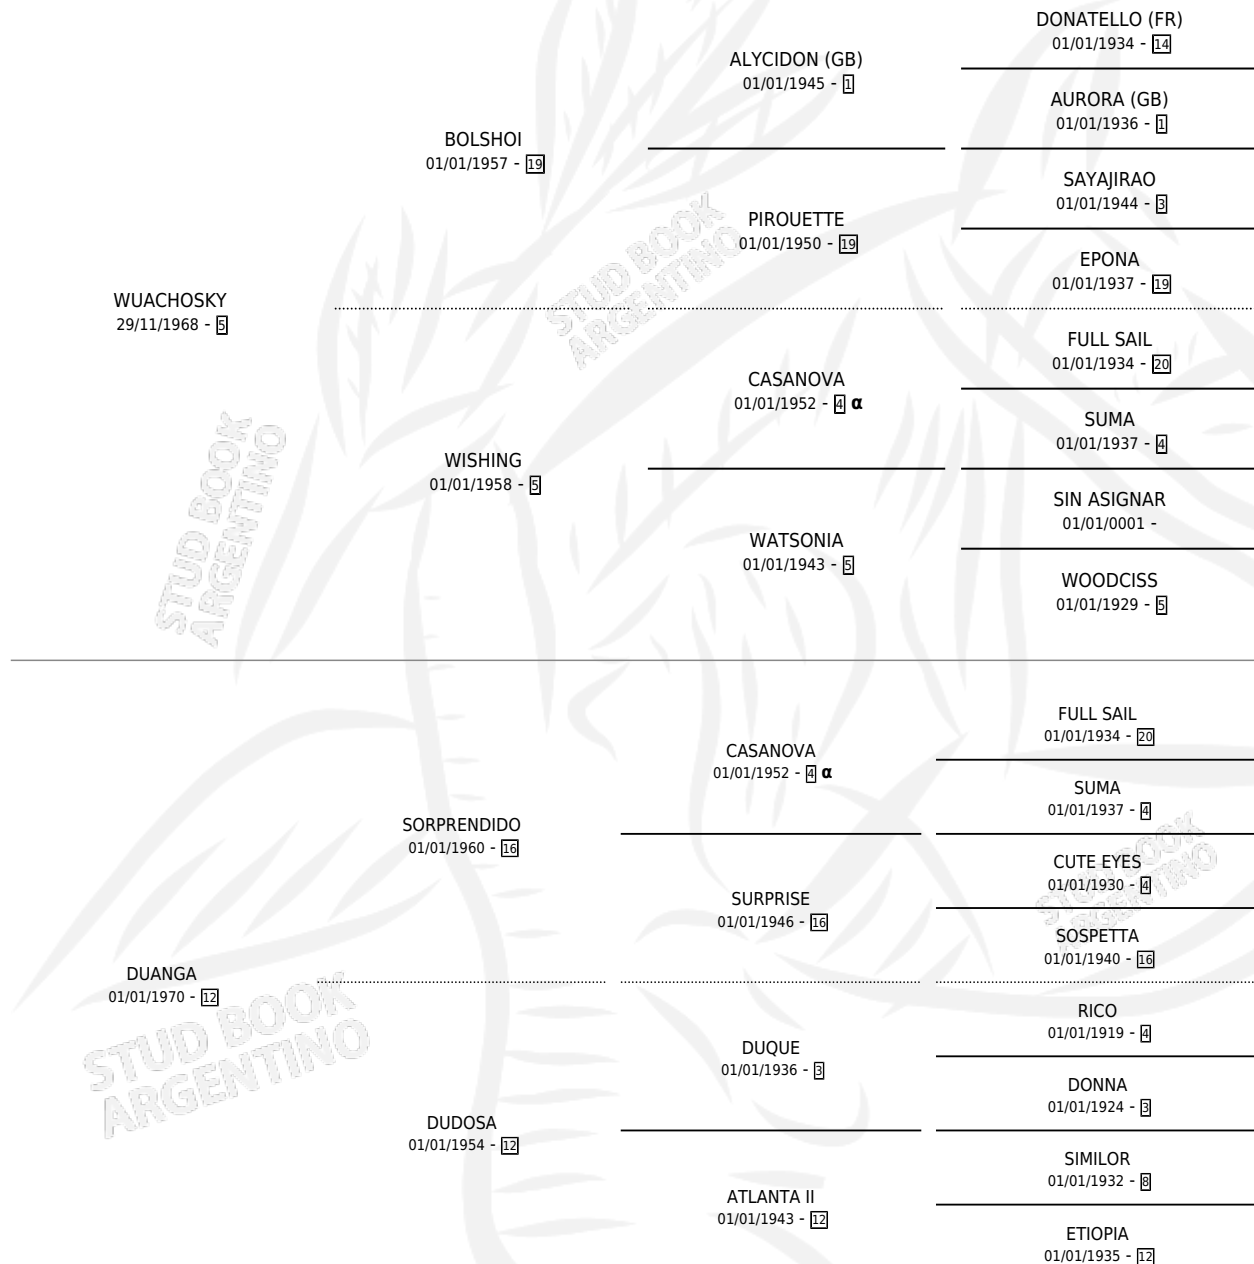 DONATELLO (FR)
01/01/1934 - 14
ALYCIDON (GB)
01/01/1945 - 1
AURORA (GB)
01/01/1936 - 1
BOLSHOI
01/01/1957 - 19
SAYAJIRAO
01/01/1944 - 3
PIROUETTE
01/01/1950 - 19
EPONA
01/01/1937 - 19
WUACHOSKY
29/11/1968 - 5
FULL SAIL
01/01/1934 - 20
CASANOVA
01/01/1952 - 4 α
SUMA
01/01/1937 - 4
WISHING
01/01/1958 - 5
SIN ASIGNAR
01/01/0001 -
WATSONIA
01/01/1943 - 5
WOODCISS
01/01/1929 - 5
FULL SAIL
01/01/1934 - 20
CASANOVA
01/01/1952 - 4 α
SUMA
01/01/1937 - 4
SORPRENDIDO
01/01/1960 - 16
CUTE EYES
01/01/1930 - 4
SURPRISE
01/01/1946 - 16
SOSPETTA
01/01/1940 - 16
DUANGA
01/01/1970 - 12
RICO
01/01/1919 - 4
DUQUE
01/01/1936 - 3
DONNA
01/01/1924 - 3
DUDOSA
01/01/1954 - 12
SIMILOR
01/01/1932 - 8
ATLANTA II
01/01/1943 - 12
ETIOPIA
01/01/1935 - 12
STUD BOOK
ARGENTINO
STUD BOOK
ARGENTINO
STUD BOOK
ARGENTINO
STUD BOOK
ARGENTINO